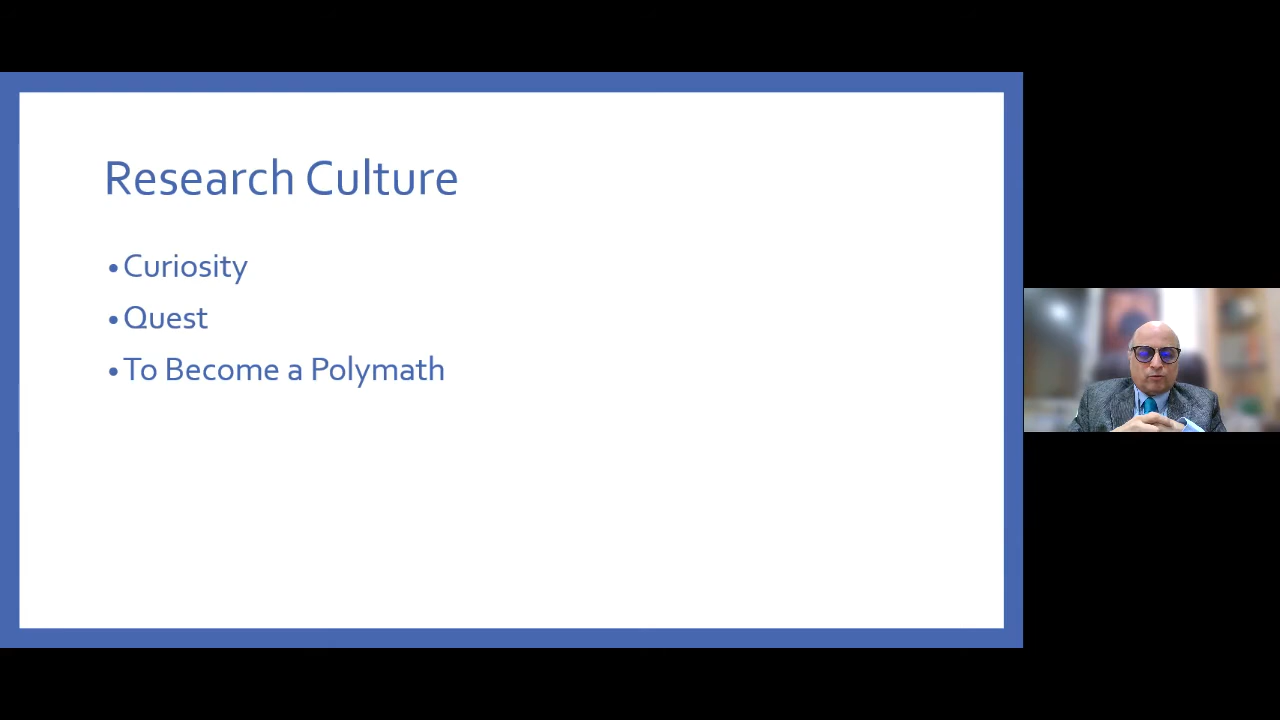 Research Culture
• Curiosity
• Quest
• To Become a Polymath